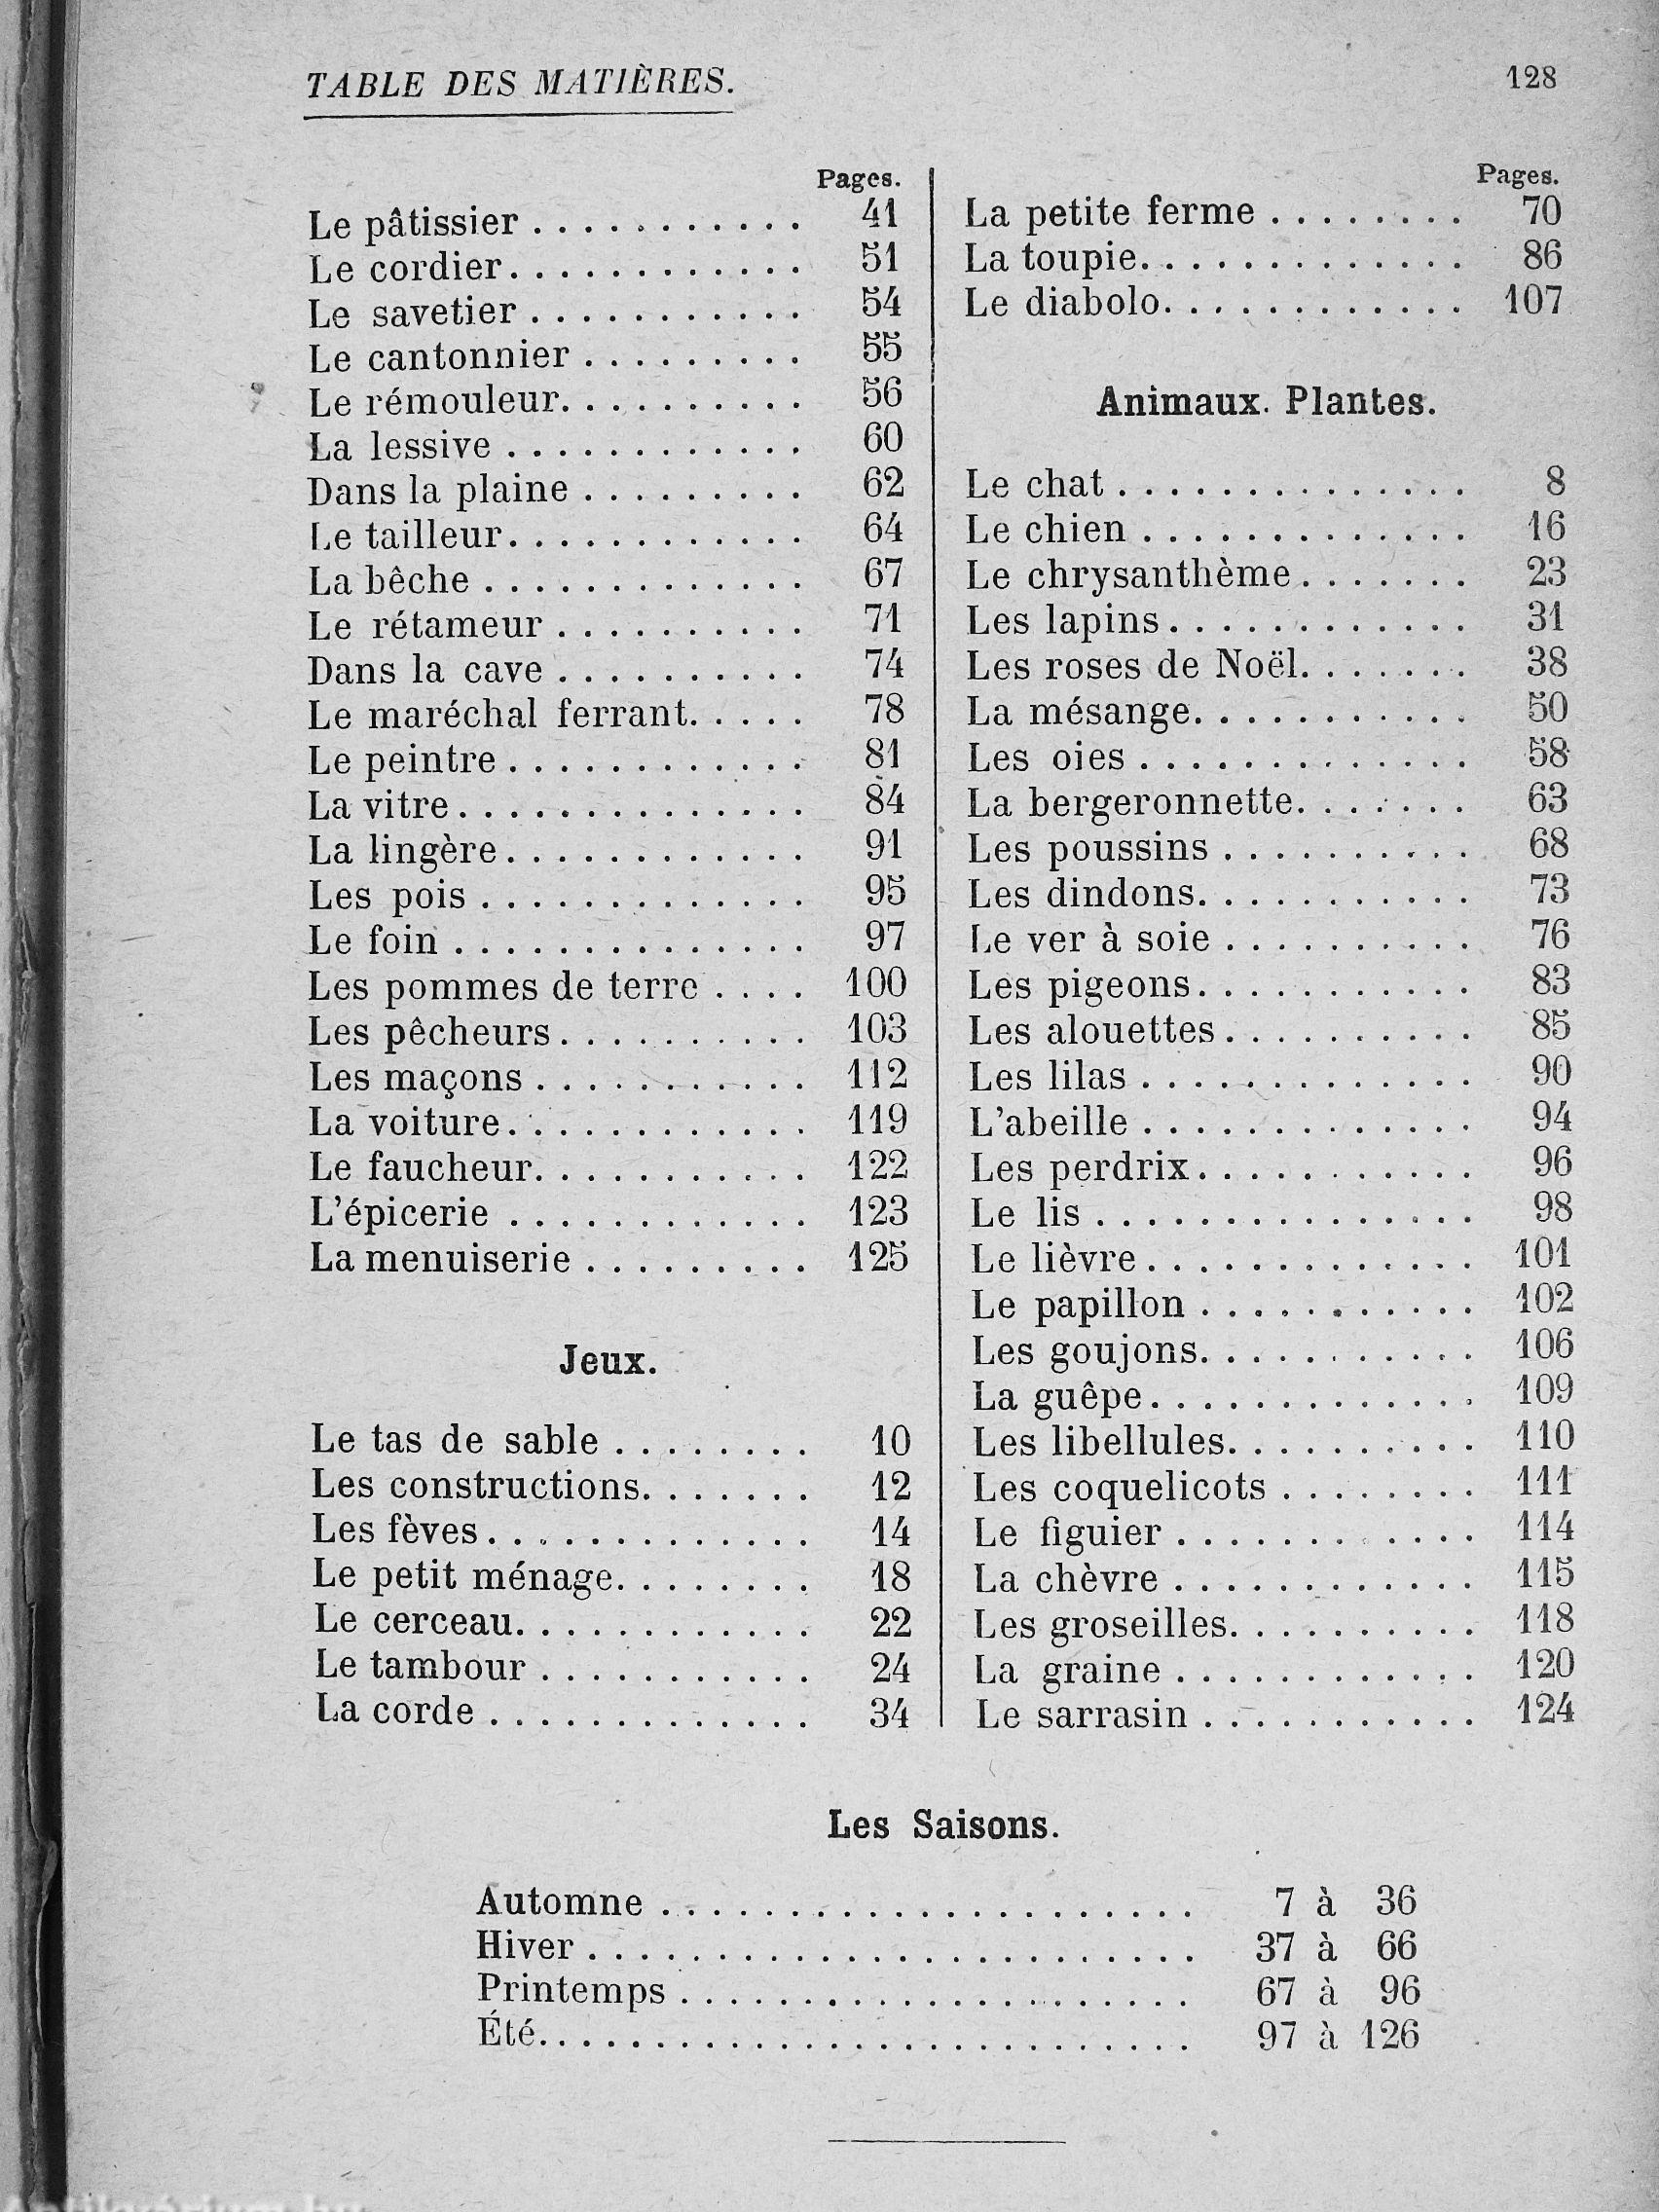 TABLE DES MATIÈRES. 128
Pages.
Le pâtissier . . . . . . . . . . . 41
Le cordier. . . . . . . . . . . . 51
Le savetier . . . . . . . . . . . 54
Le cantonnier . . . . . . . . . 55
Le rémouleur. . . . . . . . . . 56
La lessive . . . . . . . . . . . . 60
Dans la plaine . . . . . . . . . 62
Le tailleur. . . . . . . . . . . . 64
La bêche . . . . . . . . . . . . . 67
Le rétameur . . . . . . . . . . 71
Dans la cave . . . . . . . . . . 74
Le maréchal ferrant. . . . . 78
Le peintre . . . . . . . . . . . . 81
La vitre. . . . . . . . . . . . . . 84
La lingère. . . . . . . . . . . . 91
Les pois . . . . . . . . . . . . . 95
Le foin . . . . . . . . . . . . . . 97
Les pommes de terre . . . . 100
Les pêcheurs. . . . . . . . . . 103
Les maçons . . . . . . . . . . . 112
La voiture. . . . . . . . . . . . 119
Le faucheur. . . . . . . . . . . 122
L'épicerie . . . . . . . . . . . . 123
La menuiserie . . . . . . . . . 125
Jeux.
Le tas de sable . . . . . . . . 10
Les constructions. . . . . . . 12
Les fèves. . . . . . . . . . . . . 14
Le petit ménage. . . . . . . . 18
Le cerceau. . . . . . . . . . . . 22
Le tambour . . . . . . . . . . . 24
La corde . . . . . . . . . . . . . 34
Pages.
La petite ferme . . . . . . . . 70
La toupie. . . . . . . . . . . . . 86
Le diabolo. . . . . . . . . . . . 107
Animaux. Plantes.
Le chat . . . . . . . . . . . . . . 8
Le chien . . . . . . . . . . . . . 16
Le chrysanthème. . . . . . . 23
Les lapins. . . . . . . . . . . . 31
Les roses de Noël. . . . . . . 38
La mésange. . . . . . . . . . . 50
Les oies . . . . . . . . . . . . . 58
La bergeronnette. . . . . . . 63
Les poussins . . . . . . . . . . 68
Les dindons. . . . . . . . . . . 73
Le ver à soie . . . . . . . . . . 76
Les pigeons. . . . . . . . . . . 83
Les alouettes. . . . . . . . . . 85
Les lilas . . . . . . . . . . . . . 90
L'abeille . . . . . . . . . . . . . 94
Les perdrix. . . . . . . . . . . 96
Le lis . . . . . . . . . . . . . . . 98
Le lièvre. . . . . . . . . . . . . 101
Le papillon . . . . . . . . . . . 102
Les goujons. . . . . . . . . . . 106
La guêpe. . . . . . . . . . . . . 109
Les libellules. . . . . . . . . . 110
Les coquelicots . . . . . . . . 111
Le figuier . . . . . . . . . . . . 114
La chèvre . . . . . . . . . . . . 115
Les groseilles. . . . . . . . . . 118
La graine . . . . . . . . . . . . 120
Le sarrasin . . . . . . . . . . . 124
Les Saisons.
Automne . . . . . . . . . . . . . . . . . . . . . 7 à 36
Hiver . . . . . . . . . . . . . . . . . . . . . . . . 37 à 66
Printemps . . . . . . . . . . . . . . . . . . . . 67 à 96
Été. . . . . . . . . . . . . . . . . . . . . . . . . . 97 à 126